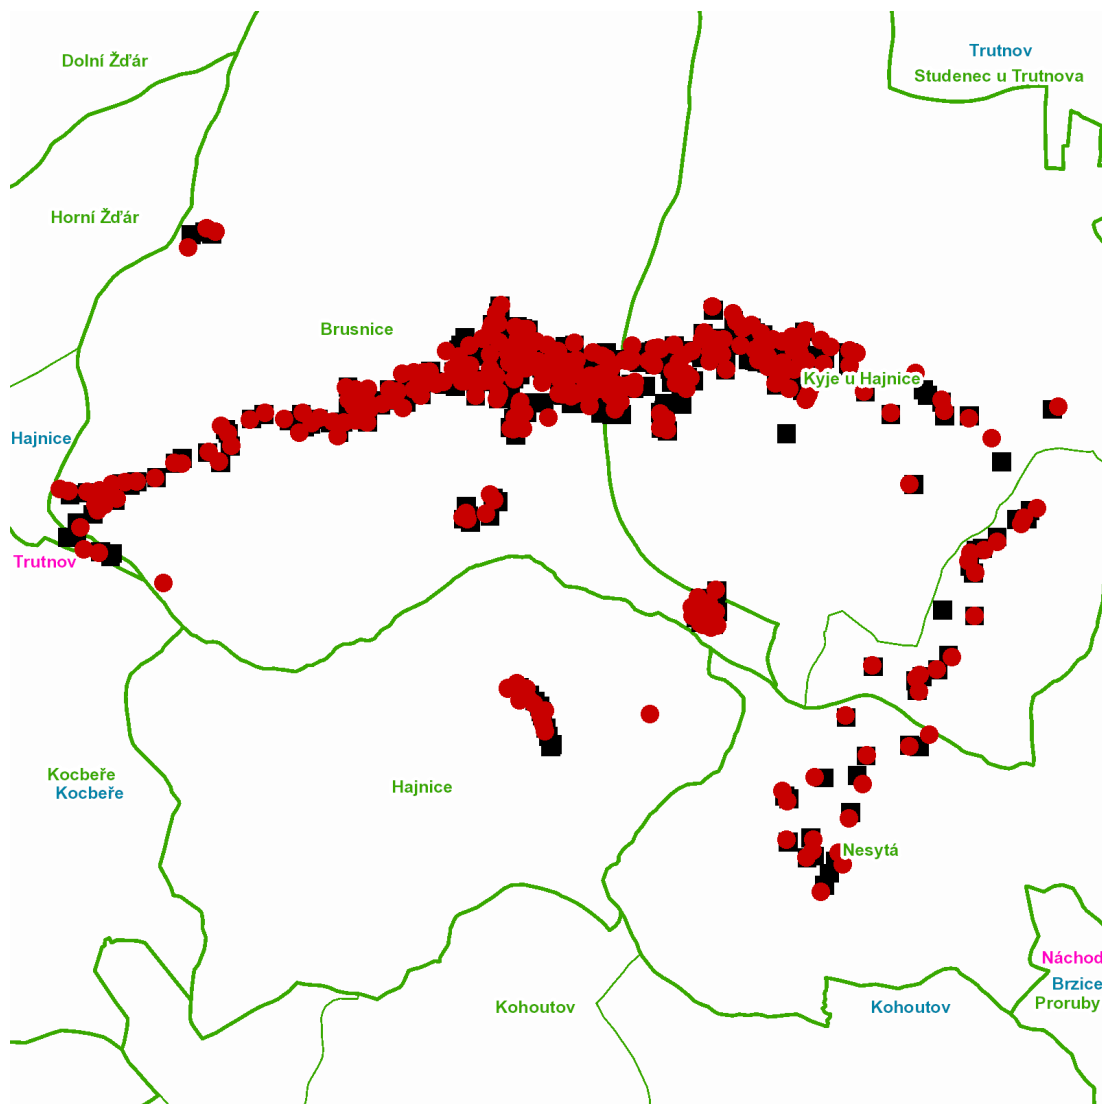 Dolní Žďár
Trutnov
Studenec u Trutnova
Horní Žďár
Brusnice
Kyje u Hajnice
Hajnice
Trutnov
Kocbeře
Kocbeře
Hajnice
Nesytá
Náchod
Brzice
Proruby
Kohoutov
Kohoutov